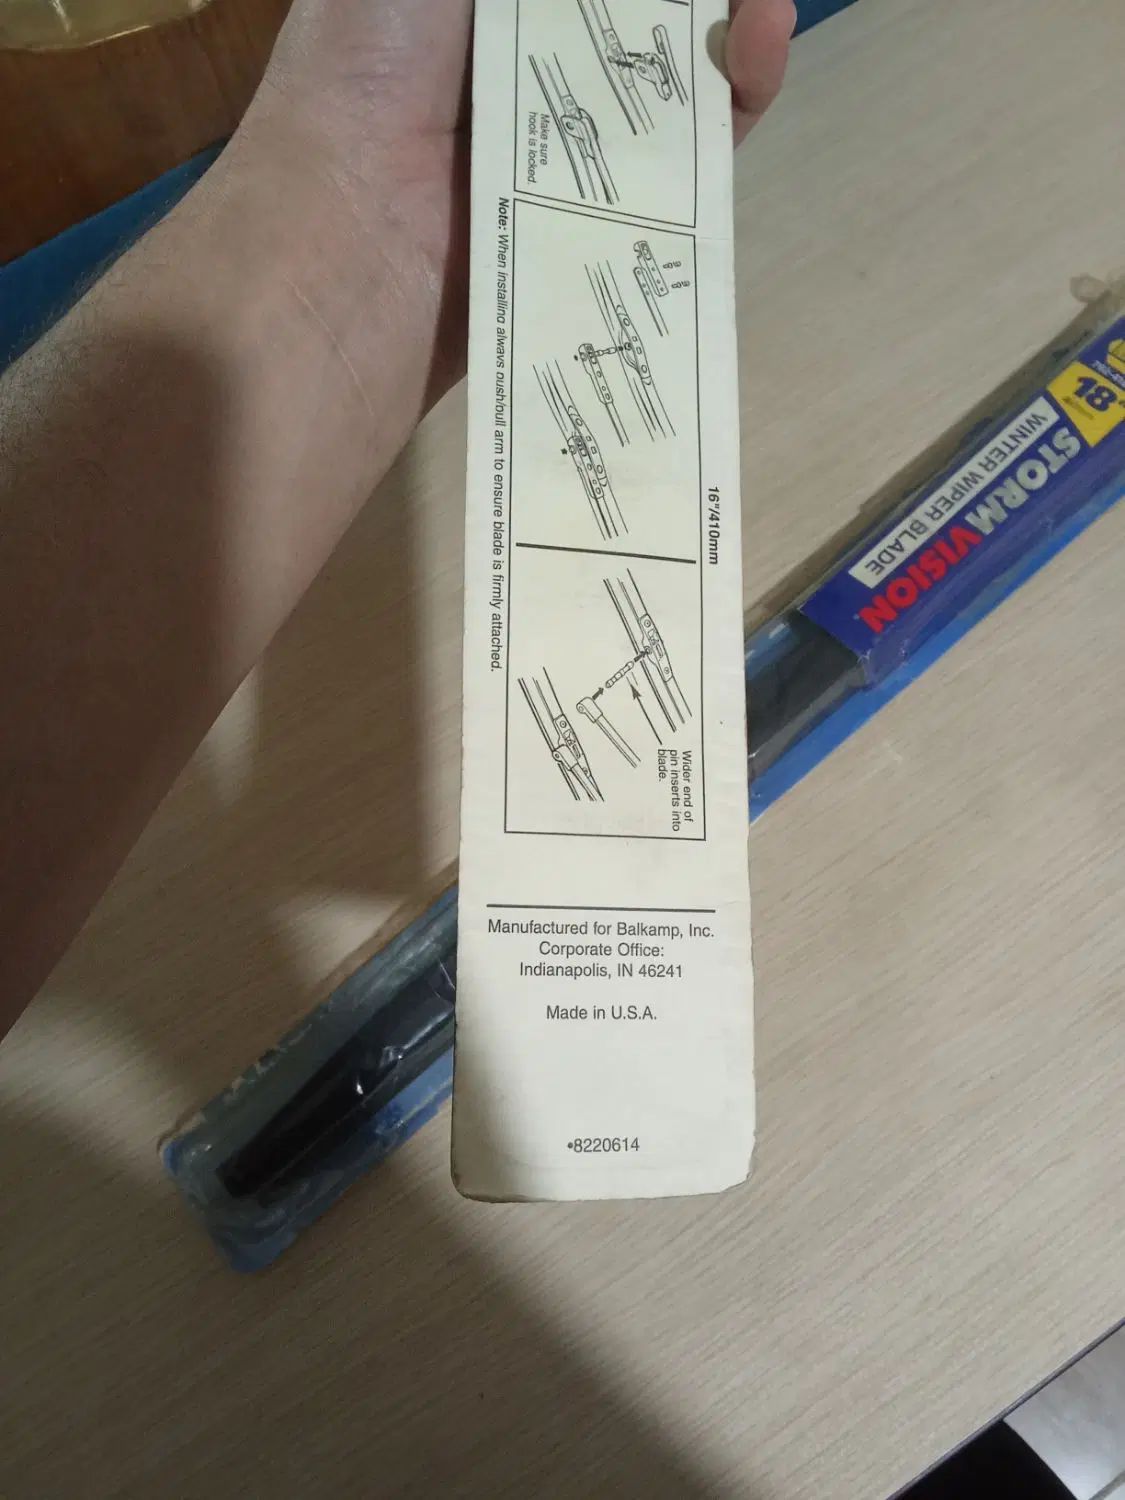 Make sure
hook is locked.
Note: When installing always push/pull arm to ensure blade is firmly attached.
16"/410mm
Wider end of
pin inserts into
blade.
Manufactured for Balkamp, Inc.
Corporate Office:
Indianapolis, IN 46241
Made in U.S.A.
•8220614
18"
STORM VISION
WINTER WIPER BLADE